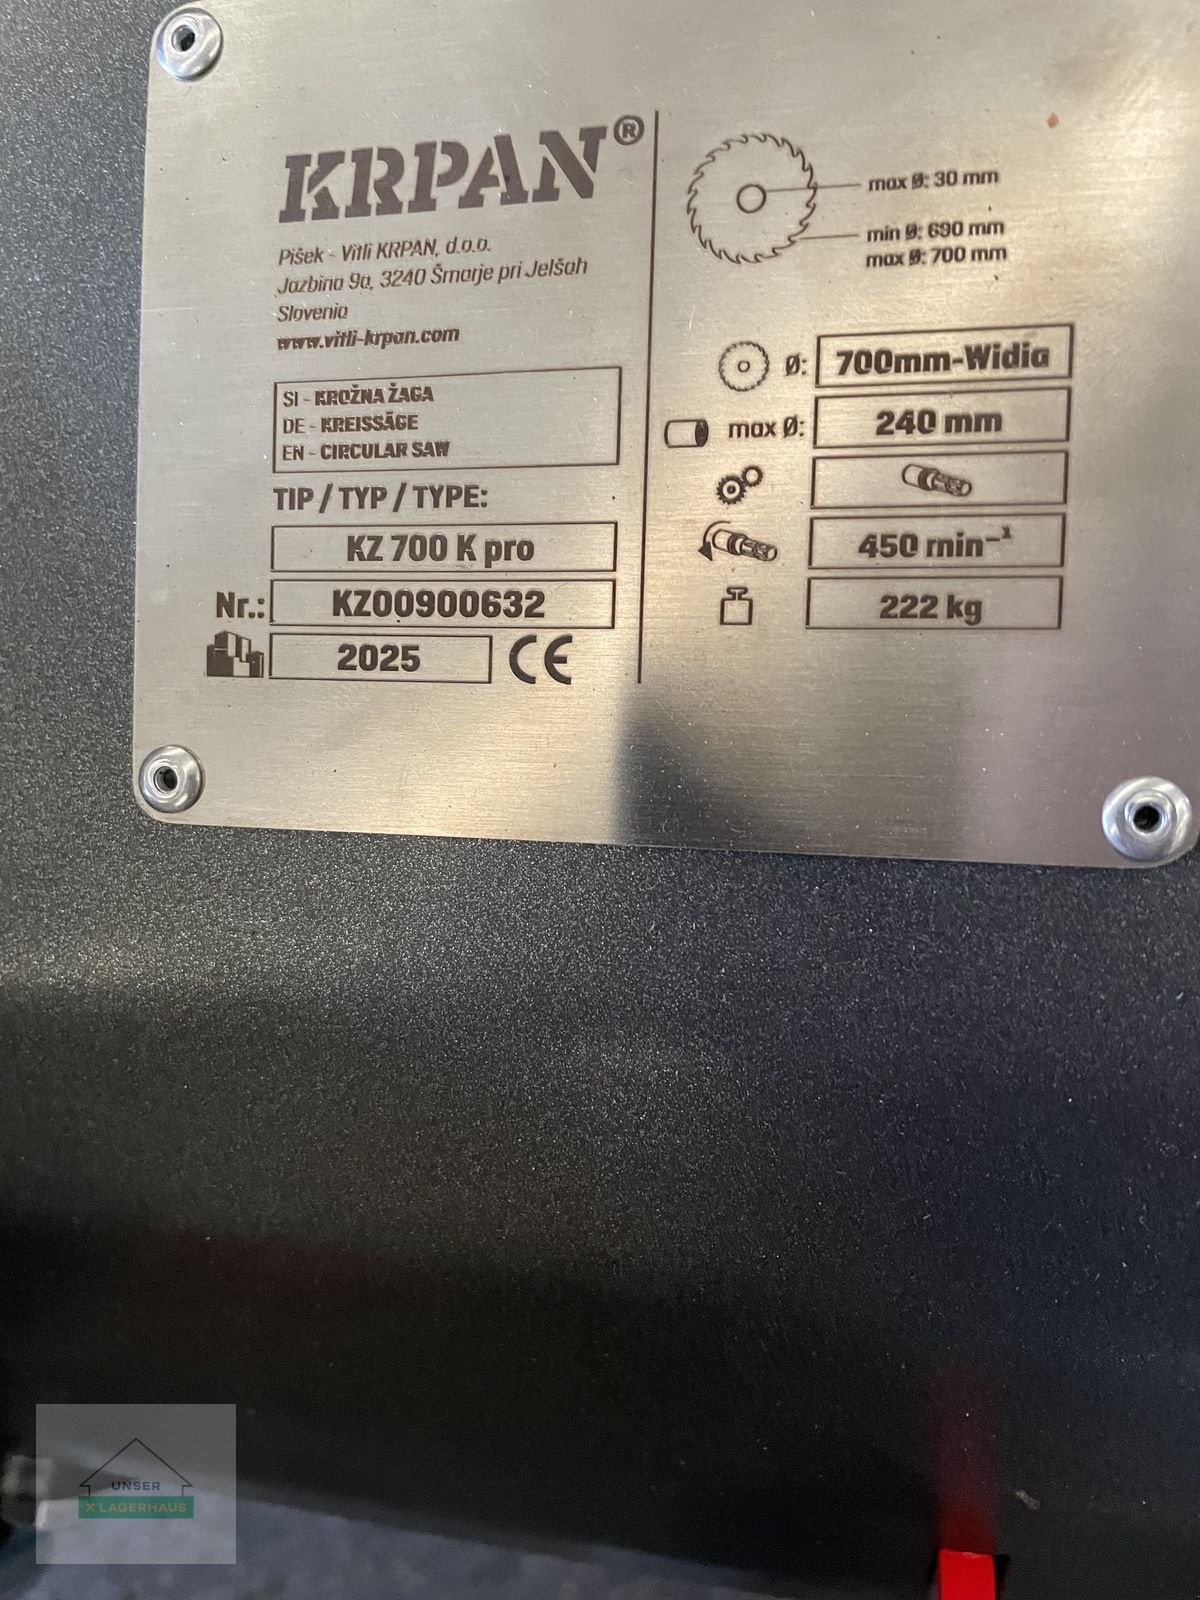 KRPAN®
Pišek - Vitli KRPAN, d.o.o.
Jazbina 9a, 3240 Šmarje pri Jelšah
Slovenia
www.vitli-krpan.com
SI - KROŽNA ŽAGA
DE - KREISSÄGE
EN - CIRCULAR SAW
TIP / TYP / TYPE:
KZ 700 K pro
Nr.: KZ00900632
2025 CE
max Ø: 30 mm
min Ø: 690 mm
max Ø: 700 mm
Ø: 700mm-Widia
max Ø: 240 mm
450 min⁻¹
222 kg
UNSER
X LAGERHAUS